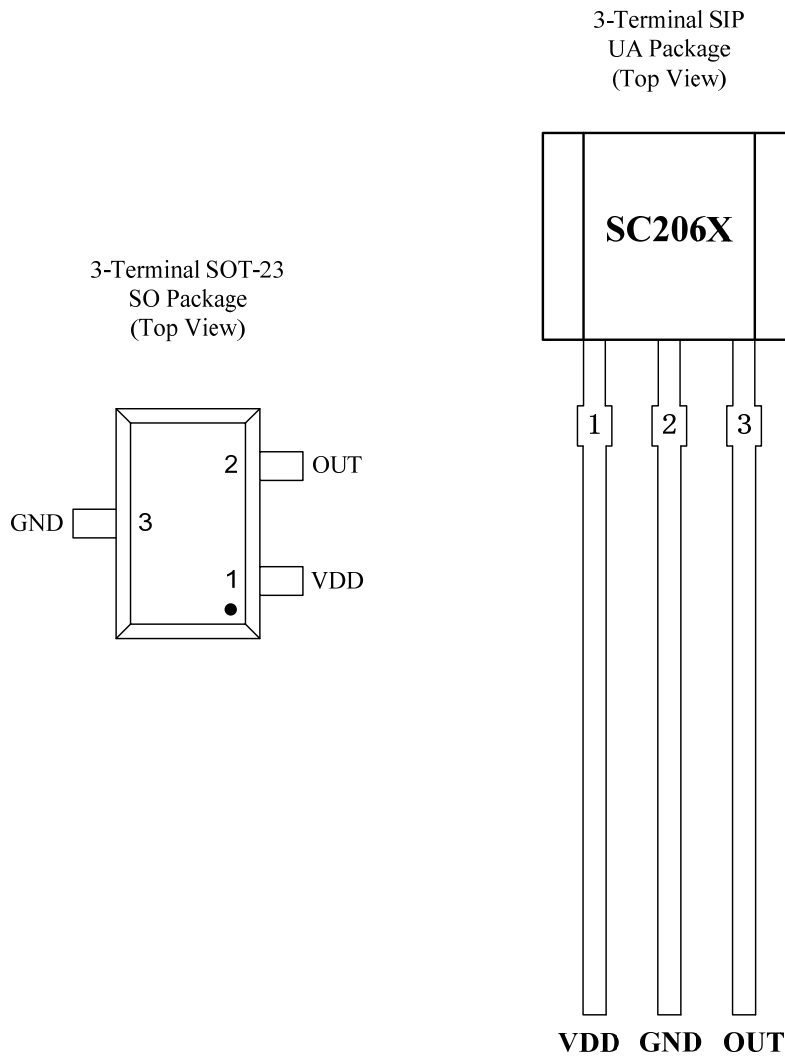 3-Terminal SIP
UA Package
(Top View)
SC206X
1 2 3
VDD GND OUT
3-Terminal SOT-23
SO Package
(Top View)
2 OUT
GND 3
1 VDD